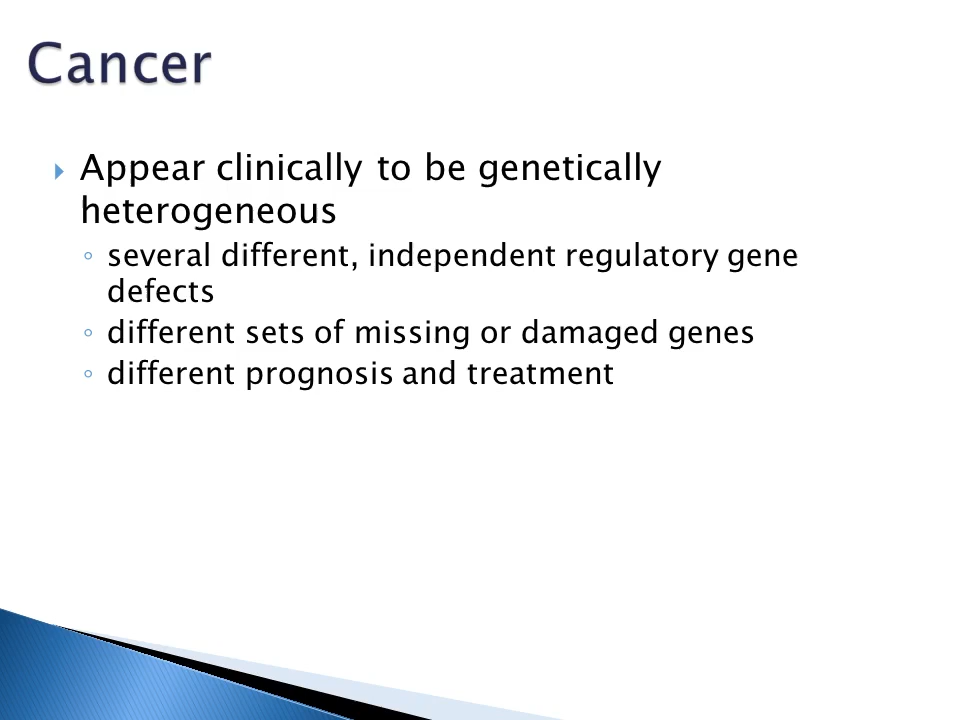 Cancer
Appear clinically to be genetically
heterogeneous
several different, independent regulatory gene
defects
different sets of missing or damaged genes
different prognosis and treatment